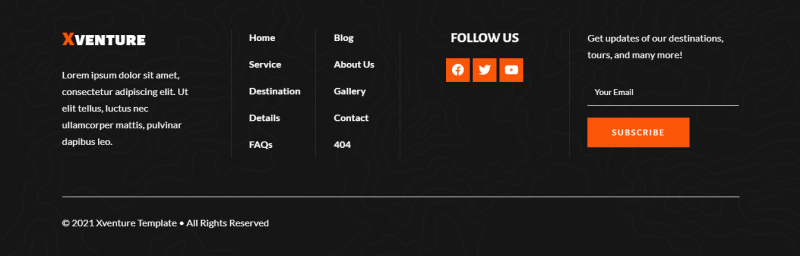 XVENTURE
Lorem ipsum dolor sit amet,
consectetur adipiscing elit. Ut
elit tellus, luctus nec
ullamcorper mattis, pulvinar
dapibus leo.
Home
Service
Destination
Details
FAQs
Blog
About Us
Gallery
Contact
404
FOLLOW US
Get updates of our destinations,
tours, and many more!
Your Email
SUBSCRIBE
© 2021 Xventure Template • All Rights Reserved